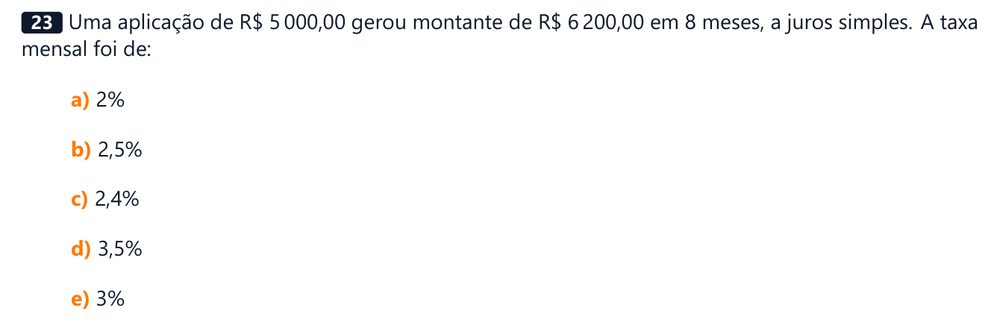 23 Uma aplicação de R$ 5 000,00 gerou montante de R$ 6 200,00 em 8 meses, a juros simples. A taxa
mensal foi de:
a) 2%
b) 2,5%
c) 2,4%
d) 3,5%
e) 3%